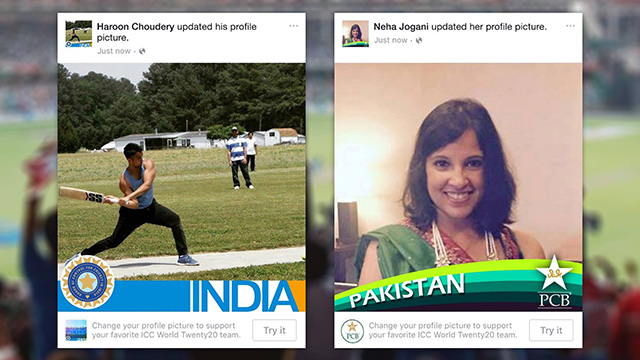 Haroon Choudery updated his profile
picture.
Just now
INDIA
Change your profile picture to support
your favorite ICC World Twenty20 team.
Try it
Neha Jogani updated her profile picture.
Just now
PAKISTAN
PCB
Change your profile picture to support
your favorite ICC World Twenty20 team.
Try it